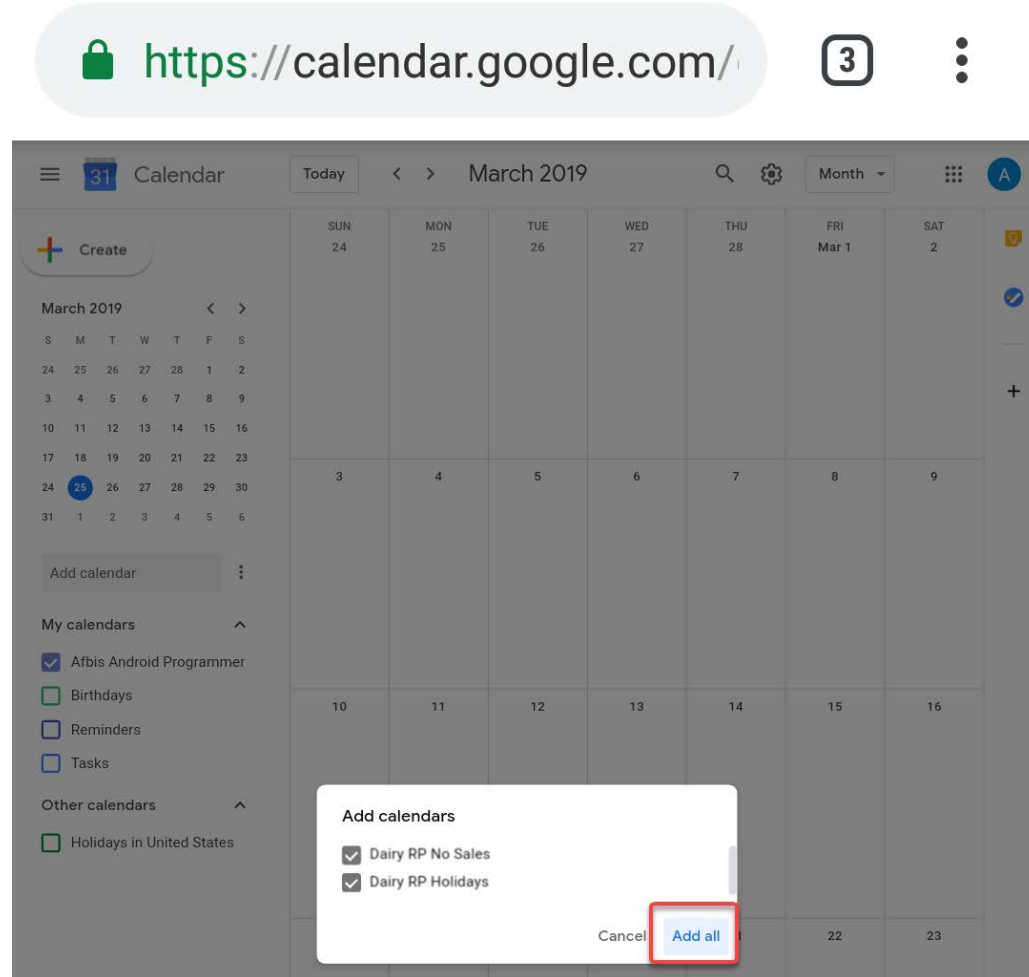 https://calendar.google.com/
3
31 Calendar Today March 2019 Month A
Create
SUN MON TUE WED THU FRI SAT
24 25 26 27 28 Mar 1 2
March 2019
S M T W T F S
24 25 26 27 28 1 2
3 4 5 6 7 8 9
10 11 12 13 14 15 16
17 18 19 20 21 22 23
24 25 26 27 28 29 30
31 1 2 3 4 5 6
3 4 5 6 7 8 9
Add calendar
My calendars
Afbis Android Programmer
Birthdays
Reminders
Tasks
Other calendars
Holidays in United States
10 11 12 13 14 15 16
Add calendars
Dairy RP No Sales
Dairy RP Holidays
Cancel Add all
22 23